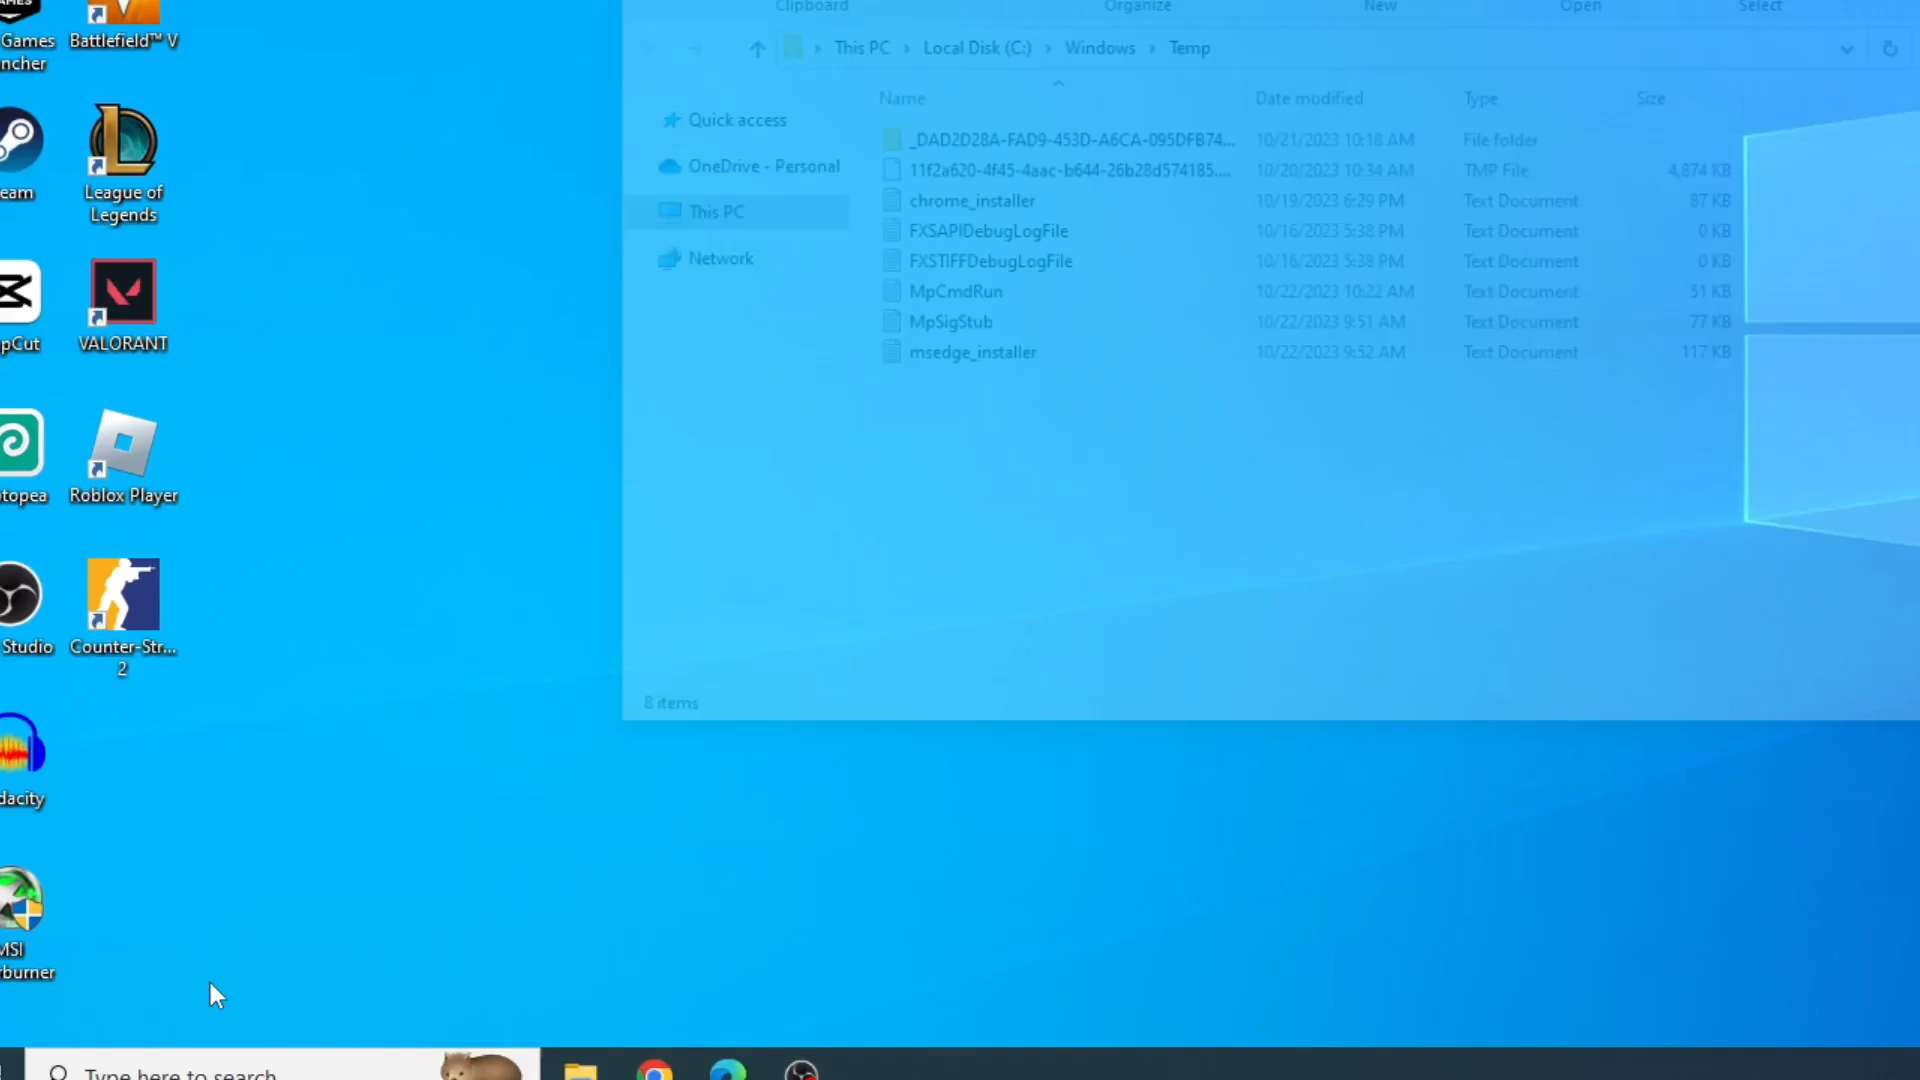 GAMES
Games
ncher
Battlefield™ V
eam
League of
Legends
pCut
VALORANT
topea
Roblox Player
Studio
Counter-Str...
2
dacity
MSI
rburner
Clipboard
Organize
New
Open
Select
This PC > Local Disk (C:) > Windows > Temp
Quick access
OneDrive - Personal
This PC
Network
Name Date modified Type Size
_DAD2D28A-FAD9-453D-A6CA-095DFB74... 10/21/2023 10:18 AM File folder
11f2a620-4f45-4aac-b644-26b28d574185.... 10/20/2023 10:34 AM TMP File 4,874 KB
chrome_installer 10/19/2023 6:29 PM Text Document 87 KB
FXSAPIDebugLogFile 10/16/2023 5:38 PM Text Document 0 KB
FXSTIFFDebugLogFile 10/16/2023 5:38 PM Text Document 0 KB
MpCmdRun 10/22/2023 10:22 AM Text Document 51 KB
MpSigStub 10/22/2023 9:51 AM Text Document 77 KB
msedge_installer 10/22/2023 9:52 AM Text Document 117 KB
8 items
Type here to search